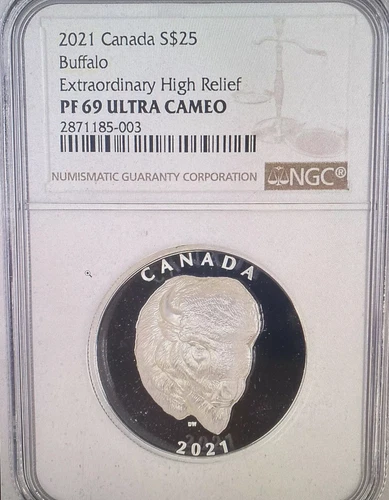 2021 Canada S$25
Buffalo
Extraordinary High Relief
PF 69 ULTRA CAMEO
2871185-003
NUMISMATIC GUARANTY CORPORATION NGC®
CANADA
DW
2021